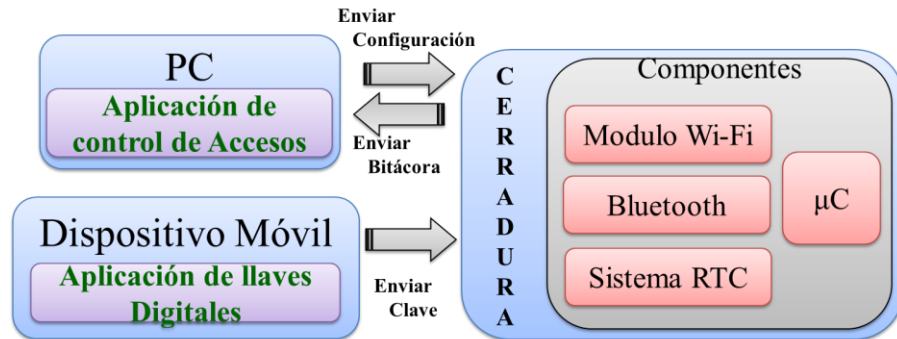 PC
Aplicación de
control de Accesos
Enviar
Configuración
Enviar
Bitácora
Dispositivo Móvil
Aplicación de llaves
Digitales
Enviar
Clave
CERRADURA
Componentes
Modulo Wi-Fi
Bluetooth
Sistema RTC
µC